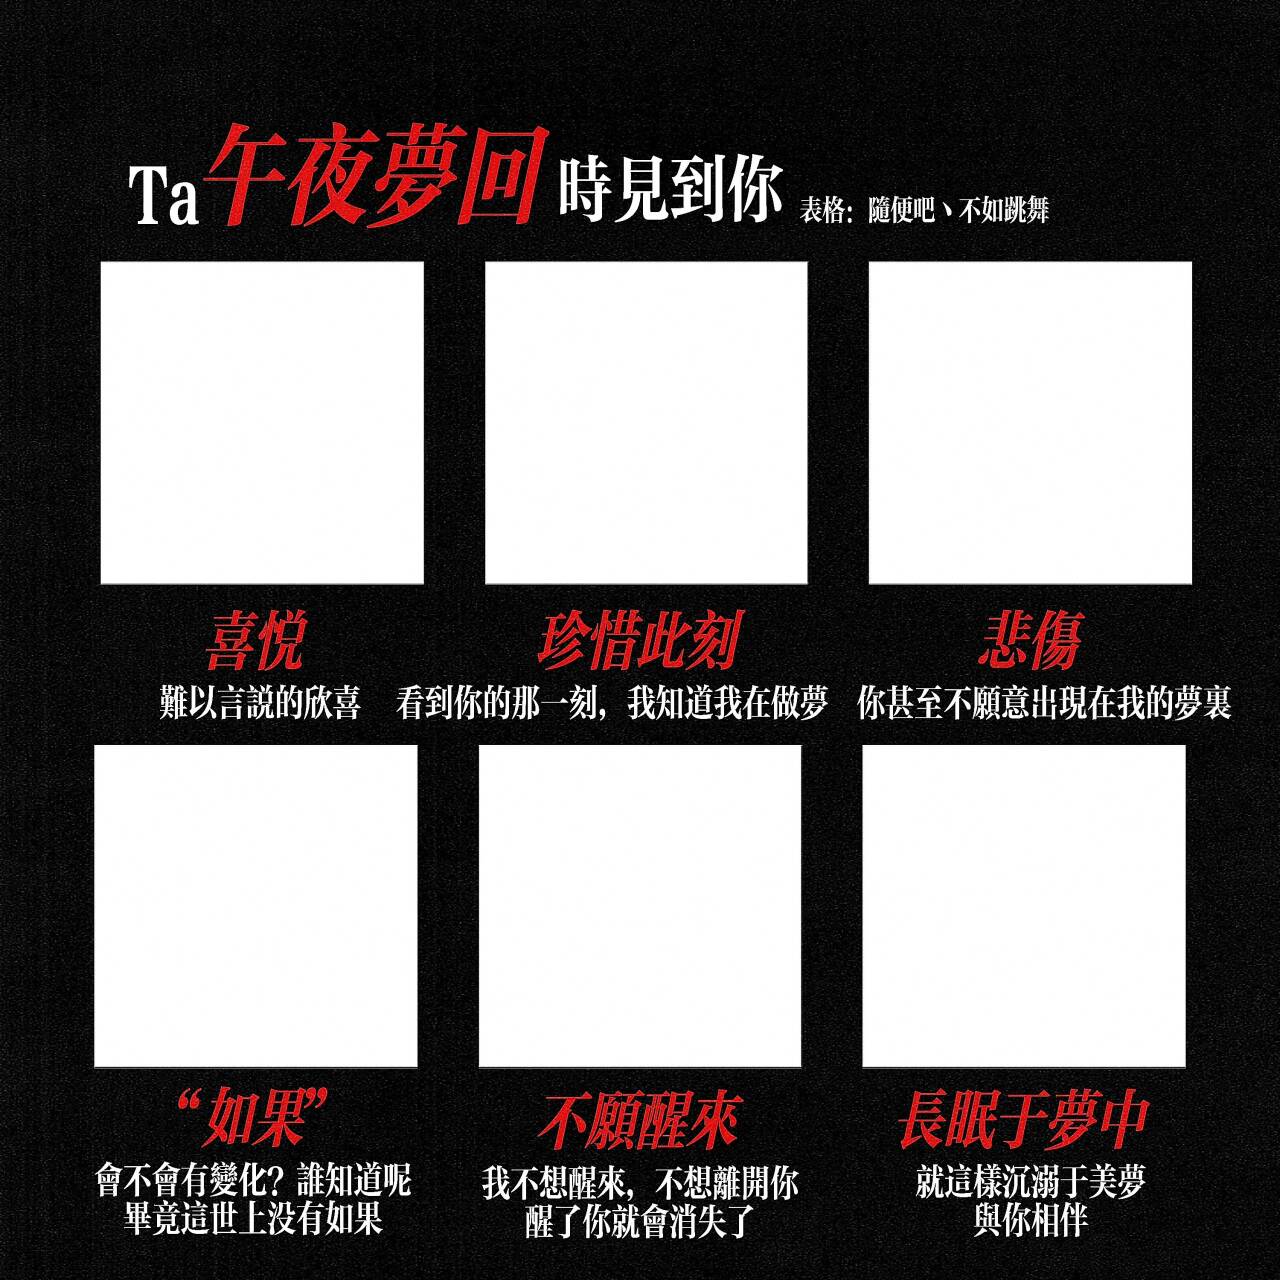 Ta午夜夢回時見到你 表格：隨便吧丶不如跳舞
喜悦
難以言説的欣喜
珍惜此刻
看到你的那一刻，我知道我在做夢
悲傷
你甚至不願意出現在我的夢裏
“如果”
會不會有變化？誰知道呢
畢竟這世上没有如果
不願醒來
我不想醒來，不想離開你
醒了你就會消失了
長眠于夢中
就這樣沉溺于美夢
與你相伴